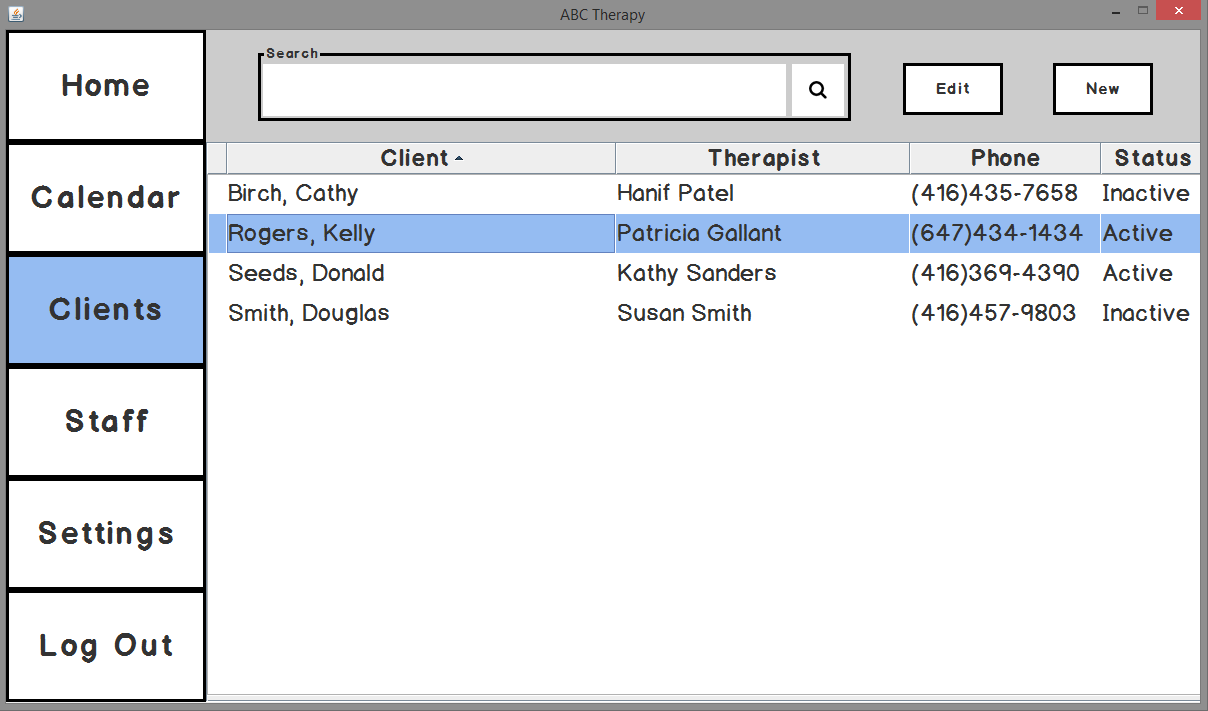 ABC Therapy
Home
Calendar
Clients
Staff
Settings
Log Out
Search
Edit
New
Client Therapist Phone Status
Birch, Cathy Hanif Patel (416)435-7658 Inactive
Rogers, Kelly Patricia Gallant (647)434-1434 Active
Seeds, Donald Kathy Sanders (416)369-4390 Active
Smith, Douglas Susan Smith (416)457-9803 Inactive